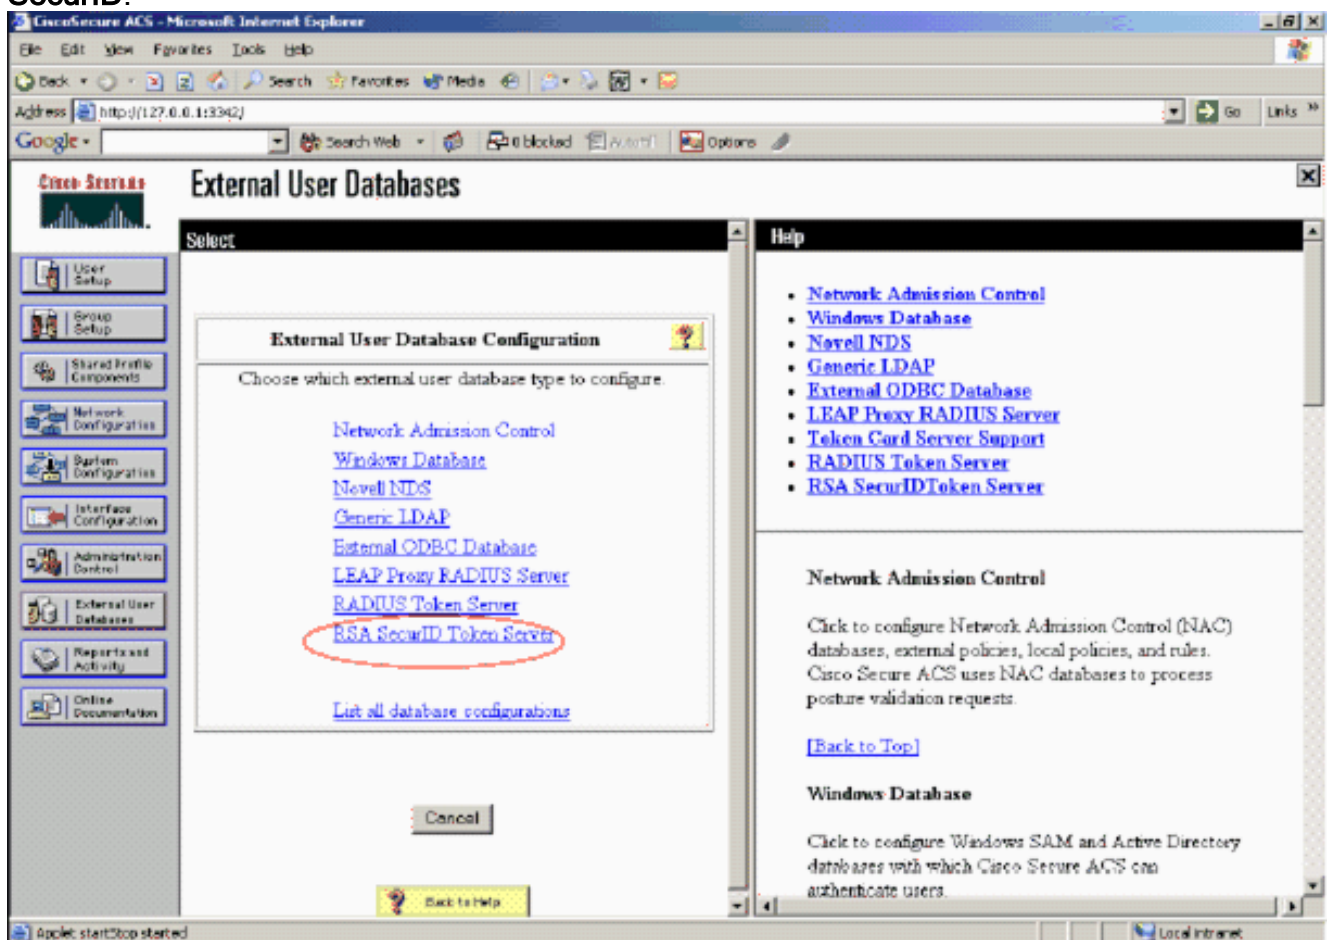 SecurID.
CiscoSecure ACS - Microsoft Internet Explorer
File Edit View Favorites Tools Help
Back Search Favorites Media
Address http://127.0.0.1:3342/ Go Links »
Google Search Web 0 blocked AutoFill Options
Cisco Systems
External User Databases
User Setup
Group Setup
Shared Profile Components
Network Configuration
System Configuration
Interface Configuration
Administration Control
External User Databases
Reports and Activity
Online Documentation
Select
External User Database Configuration
Choose which external user database type to configure.
Network Admission Control
Windows Database
Novell NDS
Generic LDAP
External ODBC Database
LEAP Proxy RADIUS Server
RADIUS Token Server
RSA SecurID Token Server
List all database configurations
Cancel
Back to Help
Help
• Network Admission Control
• Windows Database
• Novell NDS
• Generic LDAP
• External ODBC Database
• LEAP Proxy RADIUS Server
• Token Card Server Support
• RADIUS Token Server
• RSA SecurIDToken Server
Network Admission Control
Click to configure Network Admission Control (NAC)
databases, external policies, local policies, and rules.
Cisco Secure ACS uses NAC databases to process
posture validation requests.
[Back to Top]
Windows Database
Click to configure Windows SAM and Active Directory
databases with which Cisco Secure ACS can
authenticate users.
Applet startStop started
Local intranet